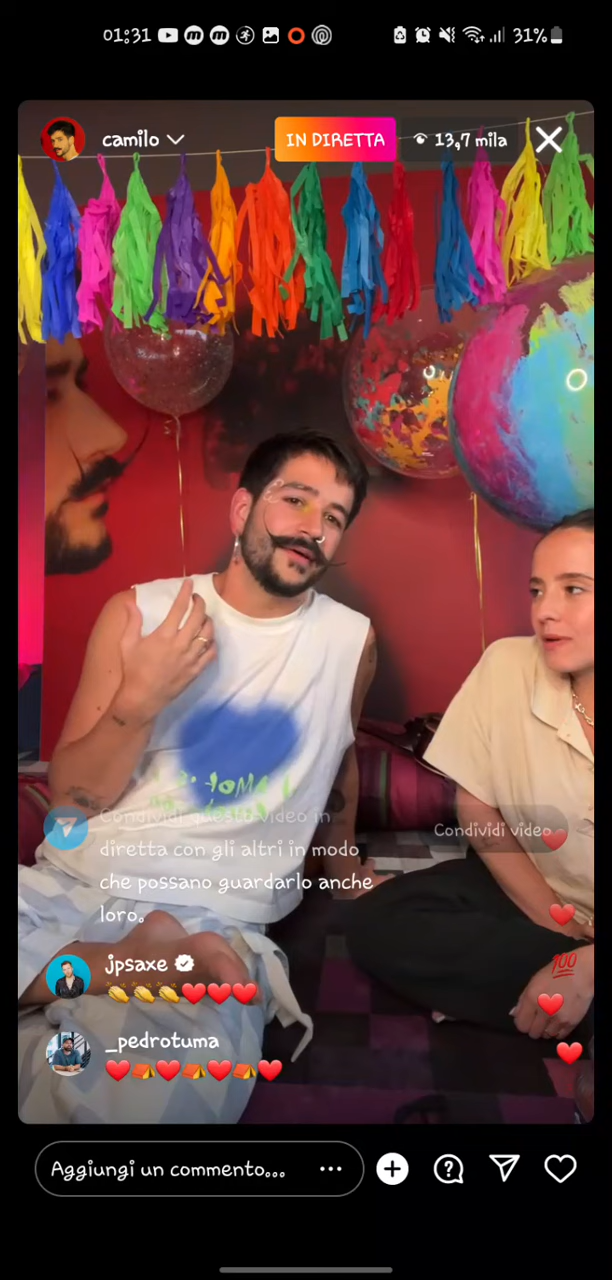 01:31
31%
camilo
IN DIRETTA
13,7 mila
Condividi questo video in
diretta con gli altri in modo
che possano guardarlo anche
loro.
Condividi video
jpsaxe
_pedrotuma
Aggiungi un commento...